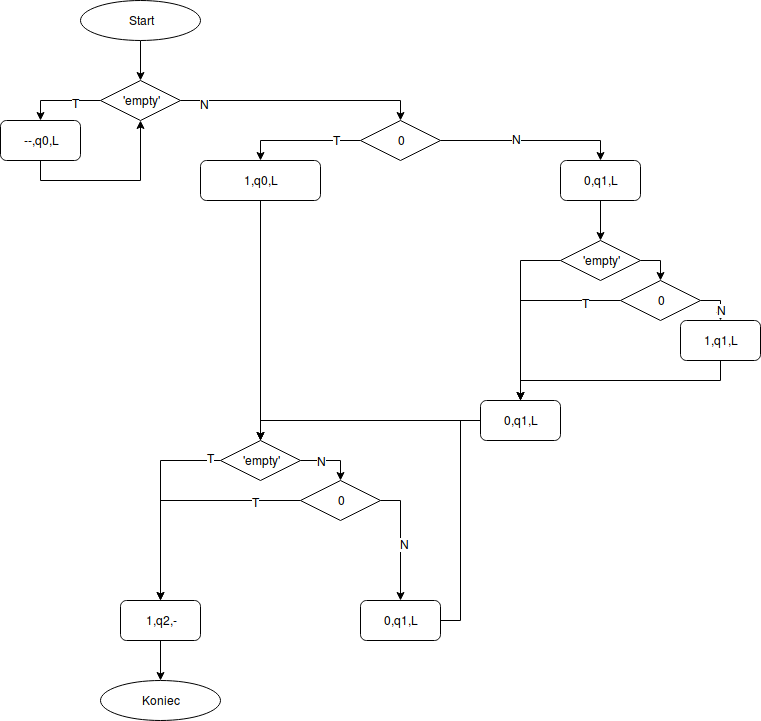 Start
'empty'
T
N
--,q0,L
0
T
N
1,q0,L
0,q1,L
'empty'
0
T
N
1,q1,L
0,q1,L
'empty'
T
N
0
T
N
1,q2,-
0,q1,L
Koniec